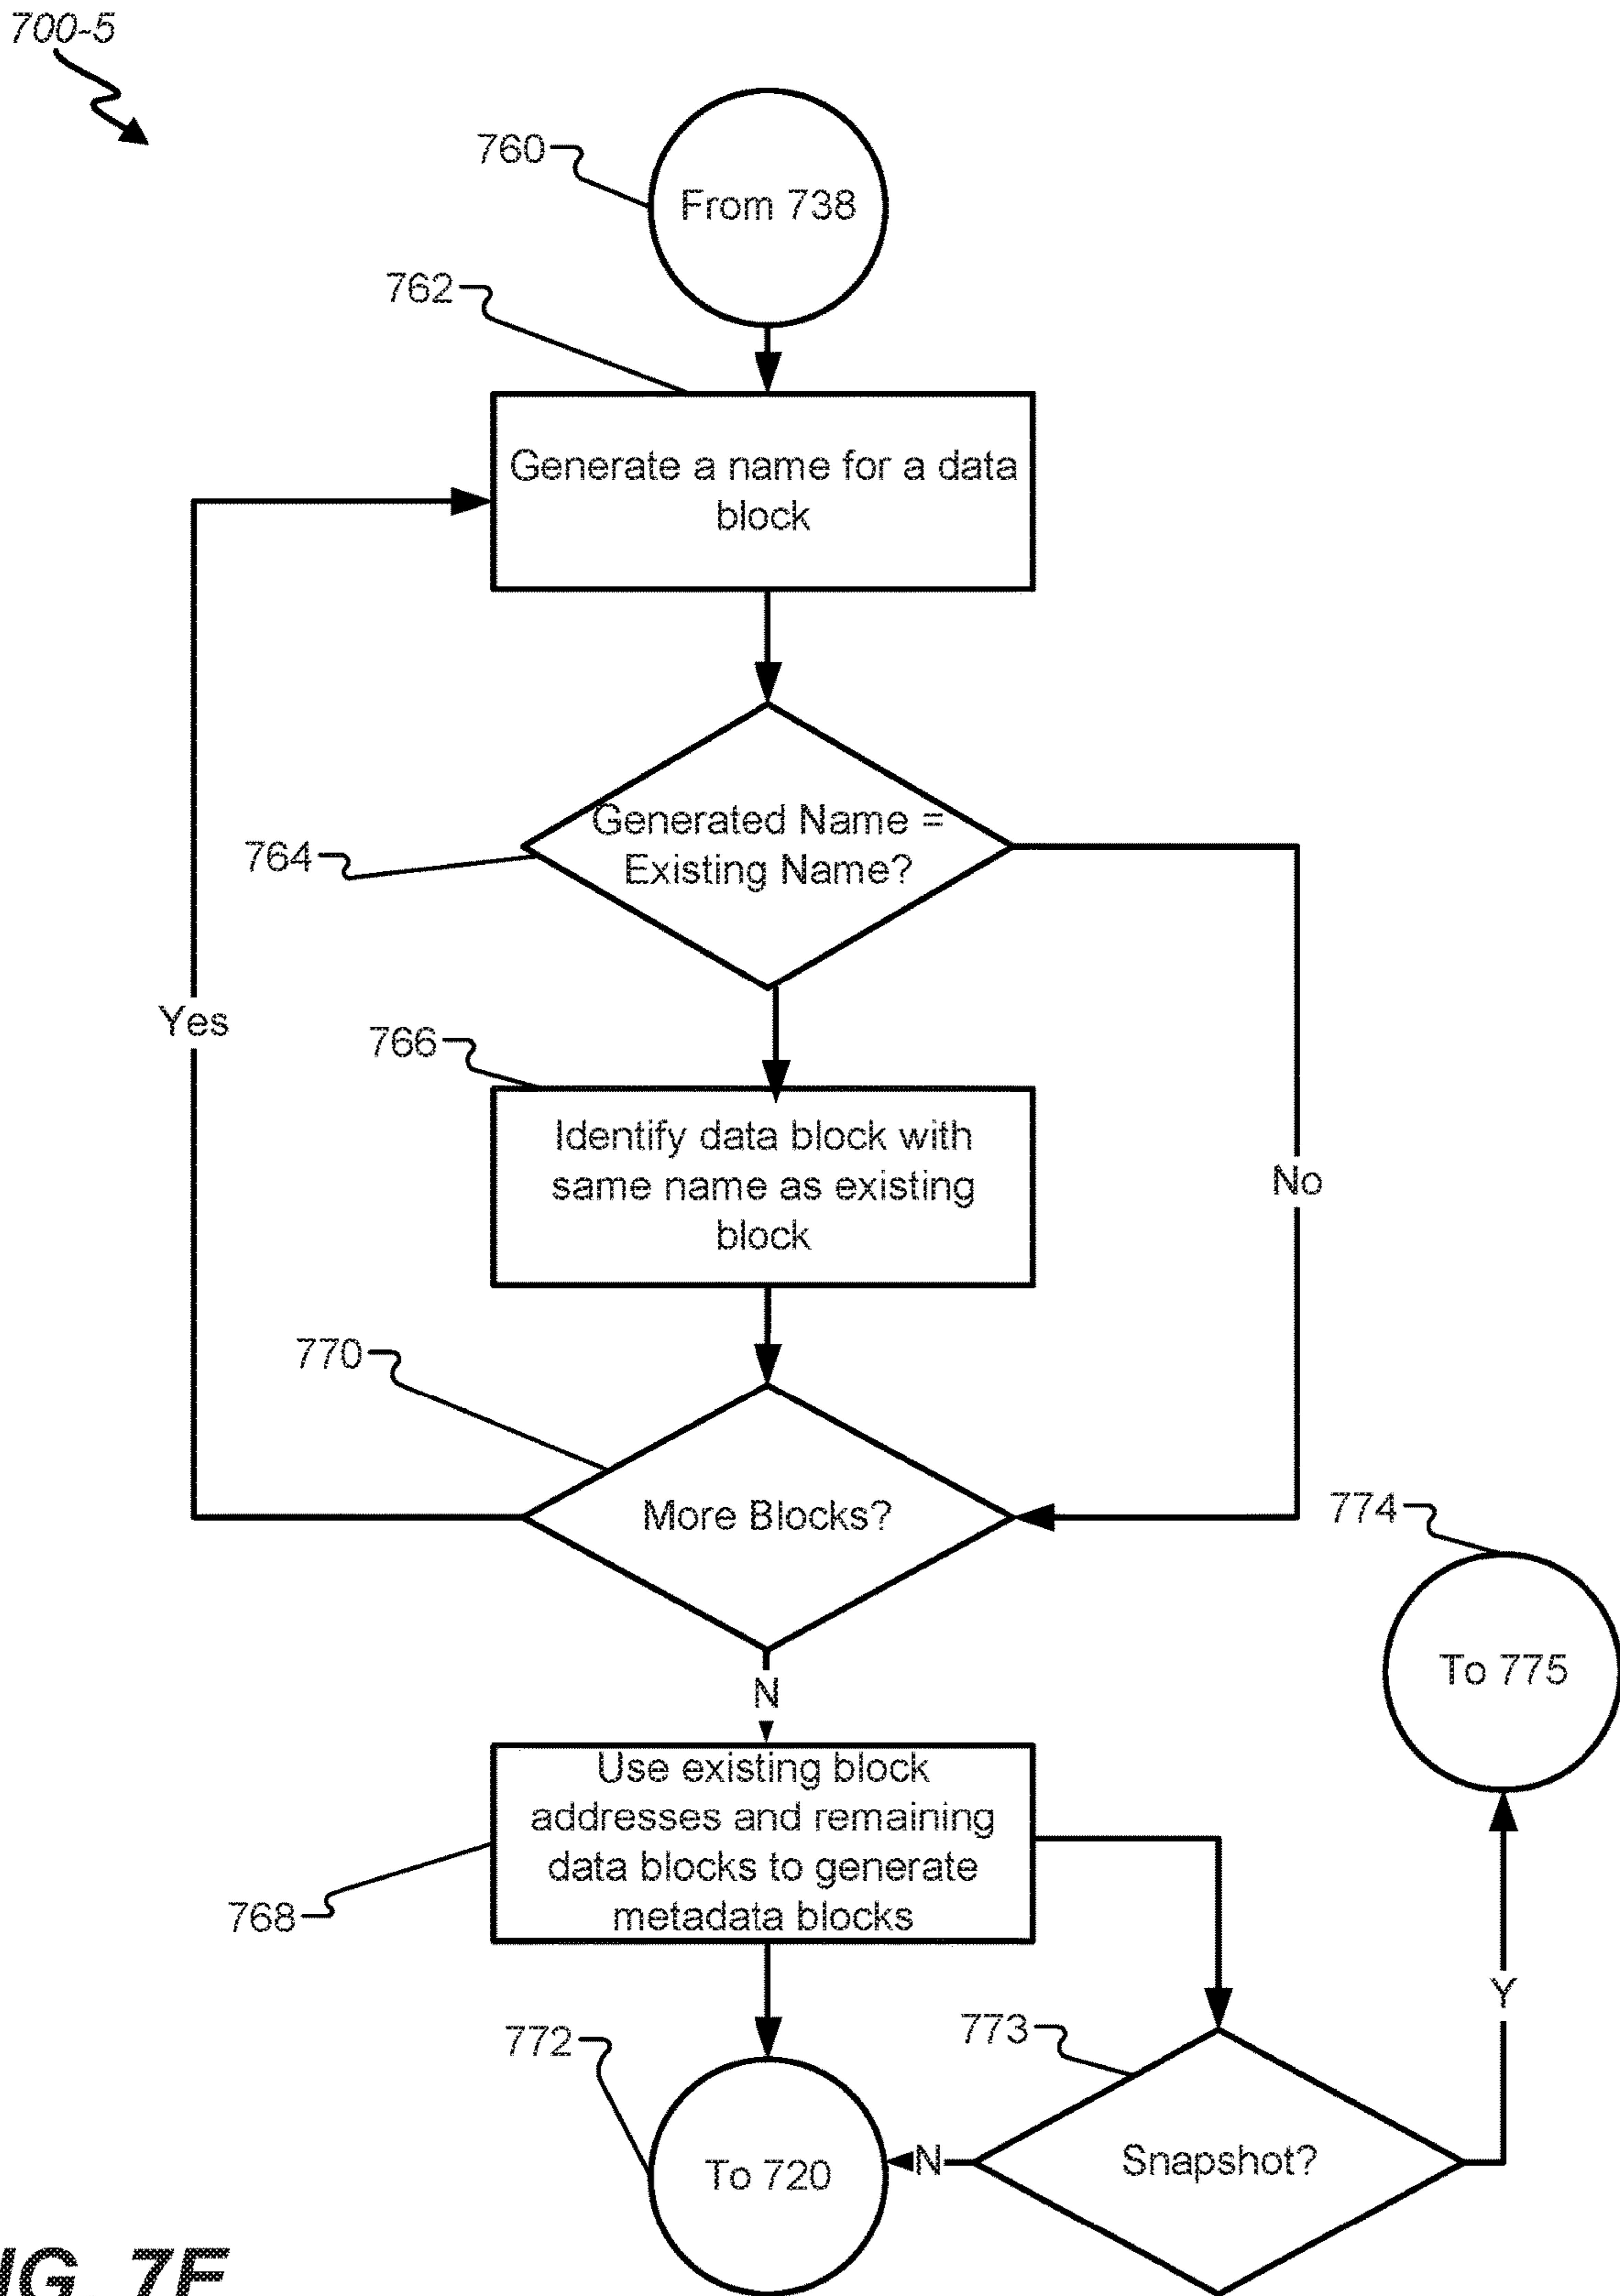 700-5
760
From 738
762
Generate a name for a data
block
764
Generated Name =
Existing Name?
Yes
766
Identify data block with
same name as existing
block
No
770
More Blocks?
774
To 775
N
Use existing block
addresses and remaining
data blocks to generate
metadata blocks
768
Y
772
773
To 720
N
Snapshot?